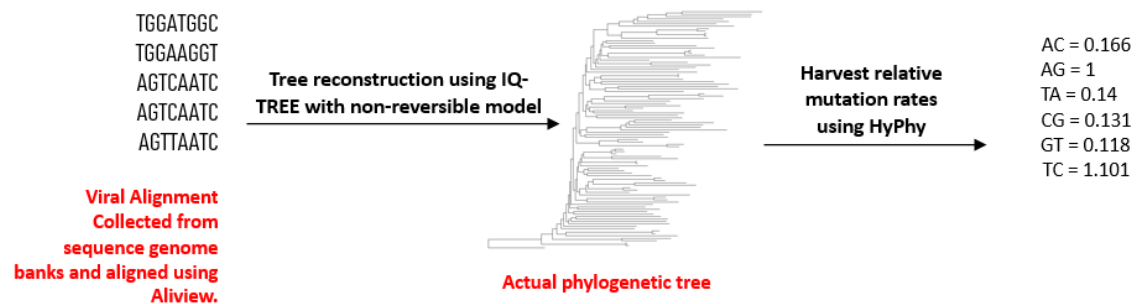 TGGATGGC
TGGAAGGT
AGTCAATC
AGTCAATC
AGTTAATC
Viral Alignment
Collected from
sequence genome
banks and aligned using
Aliview.
Tree reconstruction using IQ-
TREE with non-reversible model
Actual phylogenetic tree
Harvest relative
mutation rates
using HyPhy
AC = 0.166
AG = 1
TA = 0.14
CG = 0.131
GT = 0.118
TC = 1.101